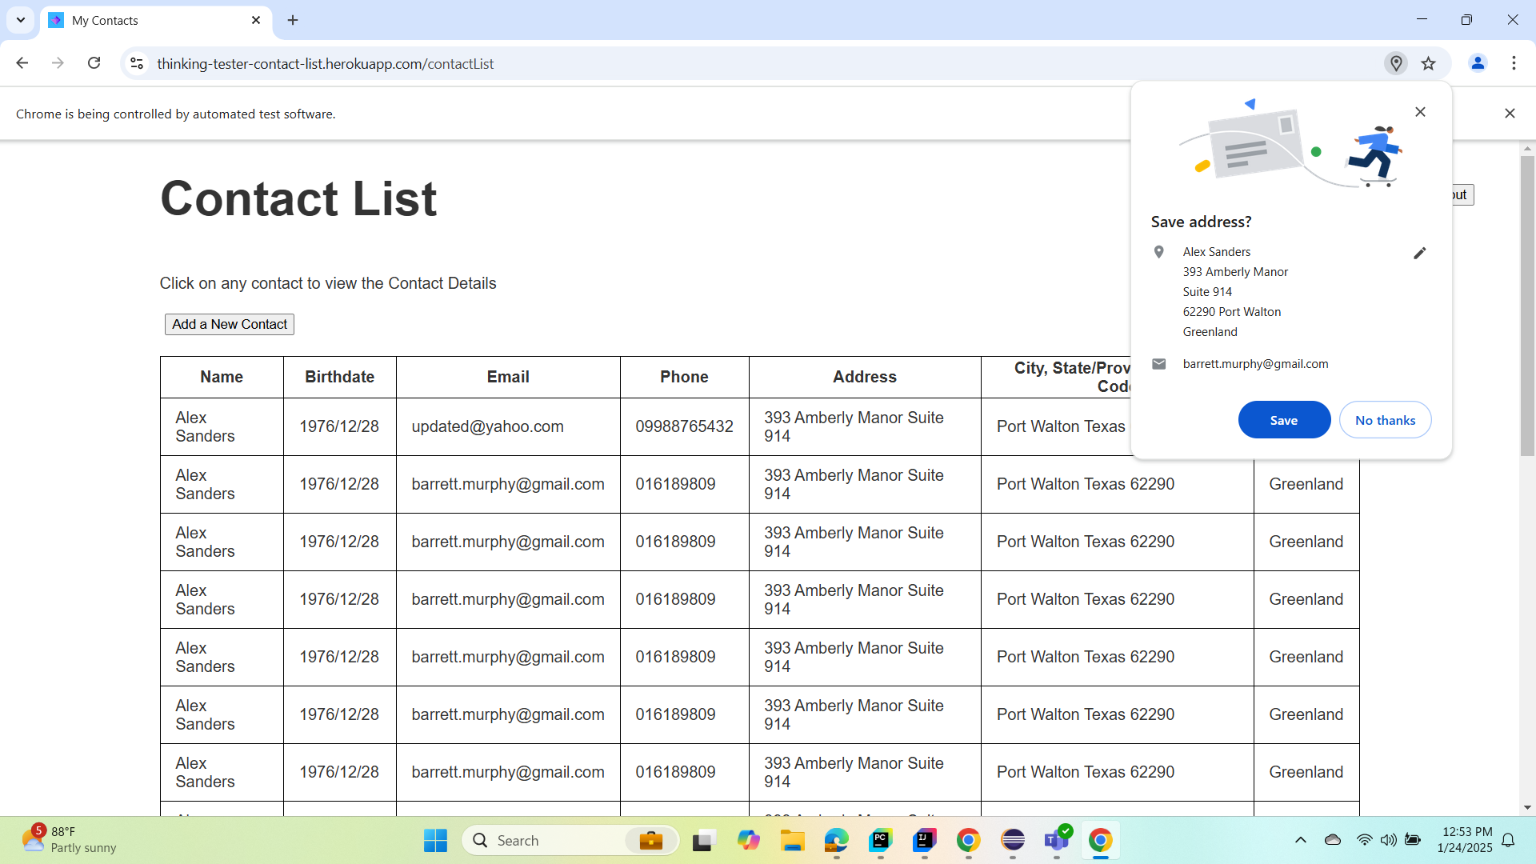 My Contacts
thinking-tester-contact-list.herokuapp.com/contactList
Chrome is being controlled by automated test software.
Contact List
out
Click on any contact to view the Contact Details
Add a New Contact
Save address?
Alex Sanders
393 Amberly Manor
Suite 914
62290 Port Walton
Greenland
barrett.murphy@gmail.com
Save No thanks
Name Birthdate Email Phone Address City, State/Prov
Cod
Alex Sanders 1976/12/28 updated@yahoo.com 09988765432 393 Amberly Manor Suite 914 Port Walton Texas
Alex Sanders 1976/12/28 barrett.murphy@gmail.com 016189809 393 Amberly Manor Suite 914 Port Walton Texas 62290 Greenland
Alex Sanders 1976/12/28 barrett.murphy@gmail.com 016189809 393 Amberly Manor Suite 914 Port Walton Texas 62290 Greenland
Alex Sanders 1976/12/28 barrett.murphy@gmail.com 016189809 393 Amberly Manor Suite 914 Port Walton Texas 62290 Greenland
Alex Sanders 1976/12/28 barrett.murphy@gmail.com 016189809 393 Amberly Manor Suite 914 Port Walton Texas 62290 Greenland
Alex Sanders 1976/12/28 barrett.murphy@gmail.com 016189809 393 Amberly Manor Suite 914 Port Walton Texas 62290 Greenland
Alex Sanders 1976/12/28 barrett.murphy@gmail.com 016189809 393 Amberly Manor Suite 914 Port Walton Texas 62290 Greenland
5
88°F
Partly sunny
Search
PC
IJ
12:53 PM
1/24/2025